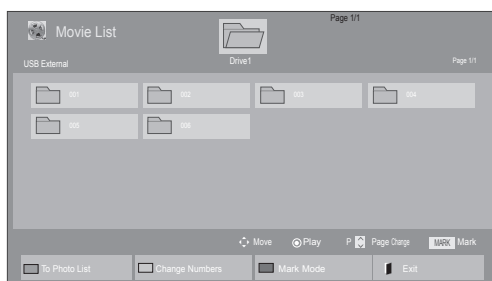 Page 1/1
Movie List
Drive1
USB External
Page 1/1
001 002 003 004
005 006
Move Play P Page Change MARK Mark
To Photo List Change Numbers Mark Mode Exit